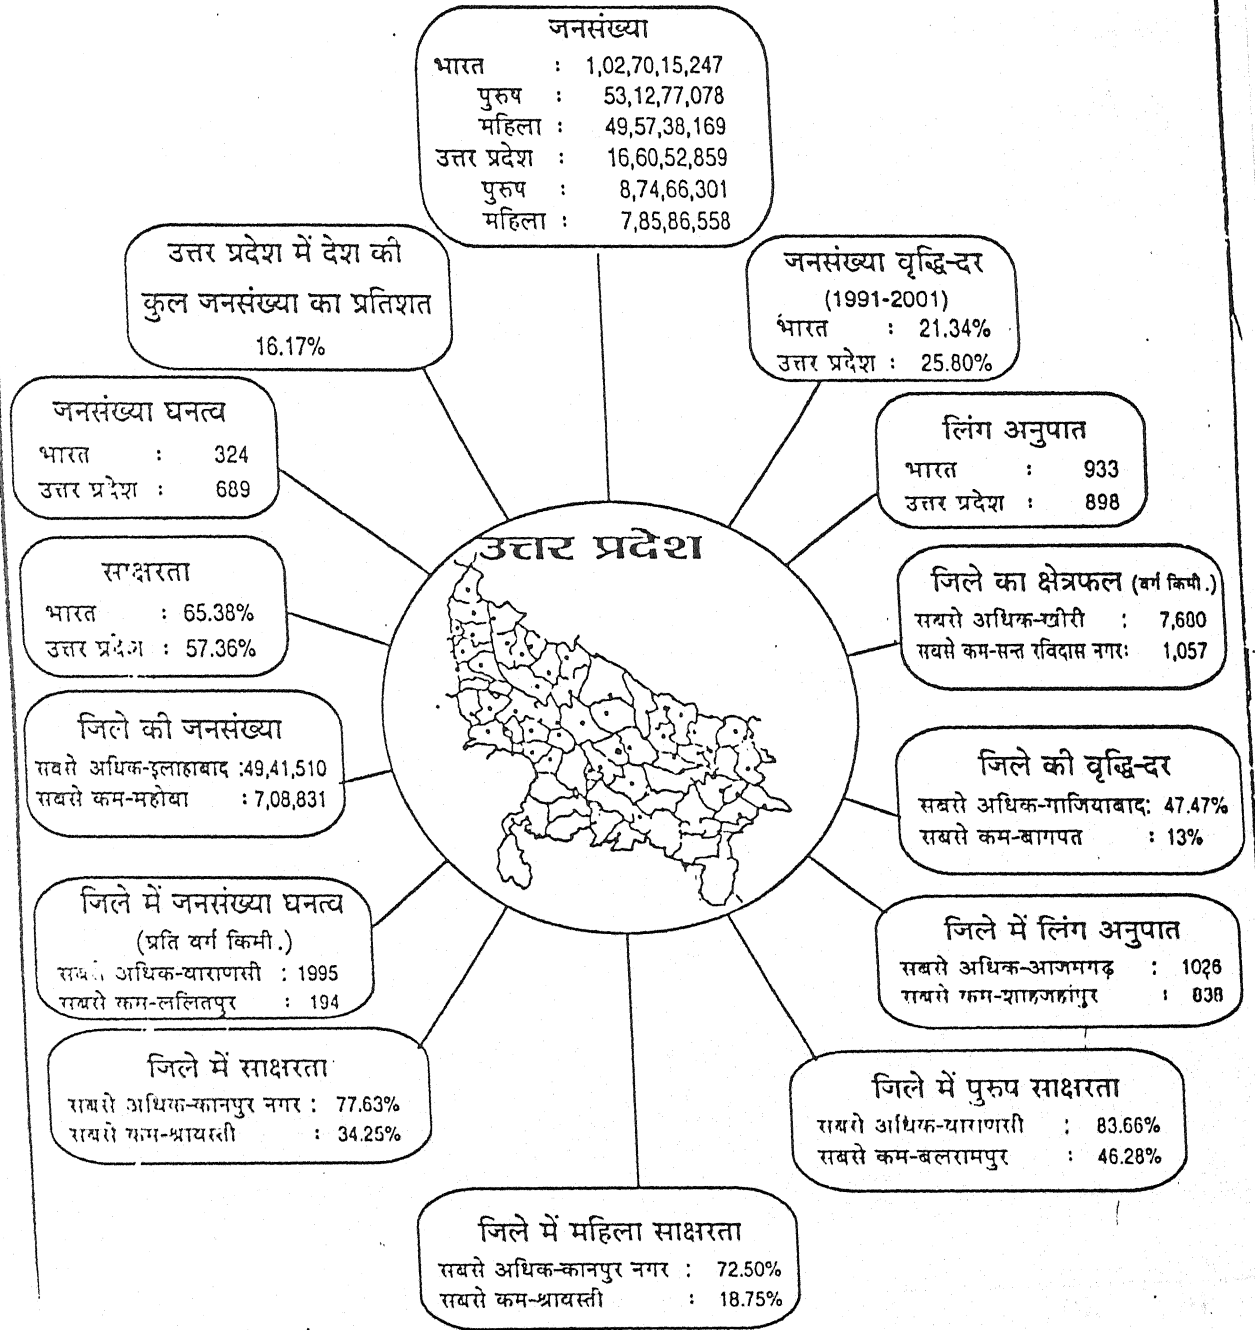 जनसंख्या
भारत : 1,02,70,15,247
पुरुष : 53,12,77,078
महिला : 49,57,38,169
उत्तर प्रदेश : 16,60,52,859
पुरुष : 8,74,66,301
महिला : 7,85,86,558
उत्तर प्रदेश में देश की
कुल जनसंख्या का प्रतिशत
16.17%
जनसंख्या वृद्धि-दर
(1991-2001)
भारत : 21.34%
उत्तर प्रदेश : 25.80%
जनसंख्या घनत्व
भारत : 324
उत्तर प्रदेश : 689
लिंग अनुपात
भारत : 933
उत्तर प्रदेश : 898
उत्तर प्रदेश
साक्षरता
भारत : 65.38%
उत्तर प्रदेश : 57.36%
जिले का क्षेत्रफल (वर्ग किमी.)
सबसे अधिक-खीरी : 7,680
सबसे कम-सन्त रविदास नगर: 1,057
जिले की जनसंख्या
सबसे अधिक-इलाहाबाद :49,41,510
सबसे कम-महोबा : 7,08,831
जिले की वृद्धि-दर
सबसे अधिक-गाजियाबाद: 47.47%
सबसे कम-बागपत : 13%
जिले में जनसंख्या घनत्व
(प्रति वर्ग किमी.)
सबसे अधिक-वाराणसी : 1995
सबसे कम-ललितपुर : 194
जिले में लिंग अनुपात
सबसे अधिक-आजमगढ़ : 1026
सबसे कम-शाहजहांपुर : 838
जिले में साक्षरता
सबसे अधिक-कानपुर नगर : 77.63%
सबसे कम-श्रावस्ती : 34.25%
जिले में पुरुष साक्षरता
सबसे अधिक-वाराणसी : 83.66%
सबसे कम-बलरामपुर : 46.28%
जिले में महिला साक्षरता
सबसे अधिक-कानपुर नगर : 72.50%
सबसे कम-श्रावस्ती : 18.75%